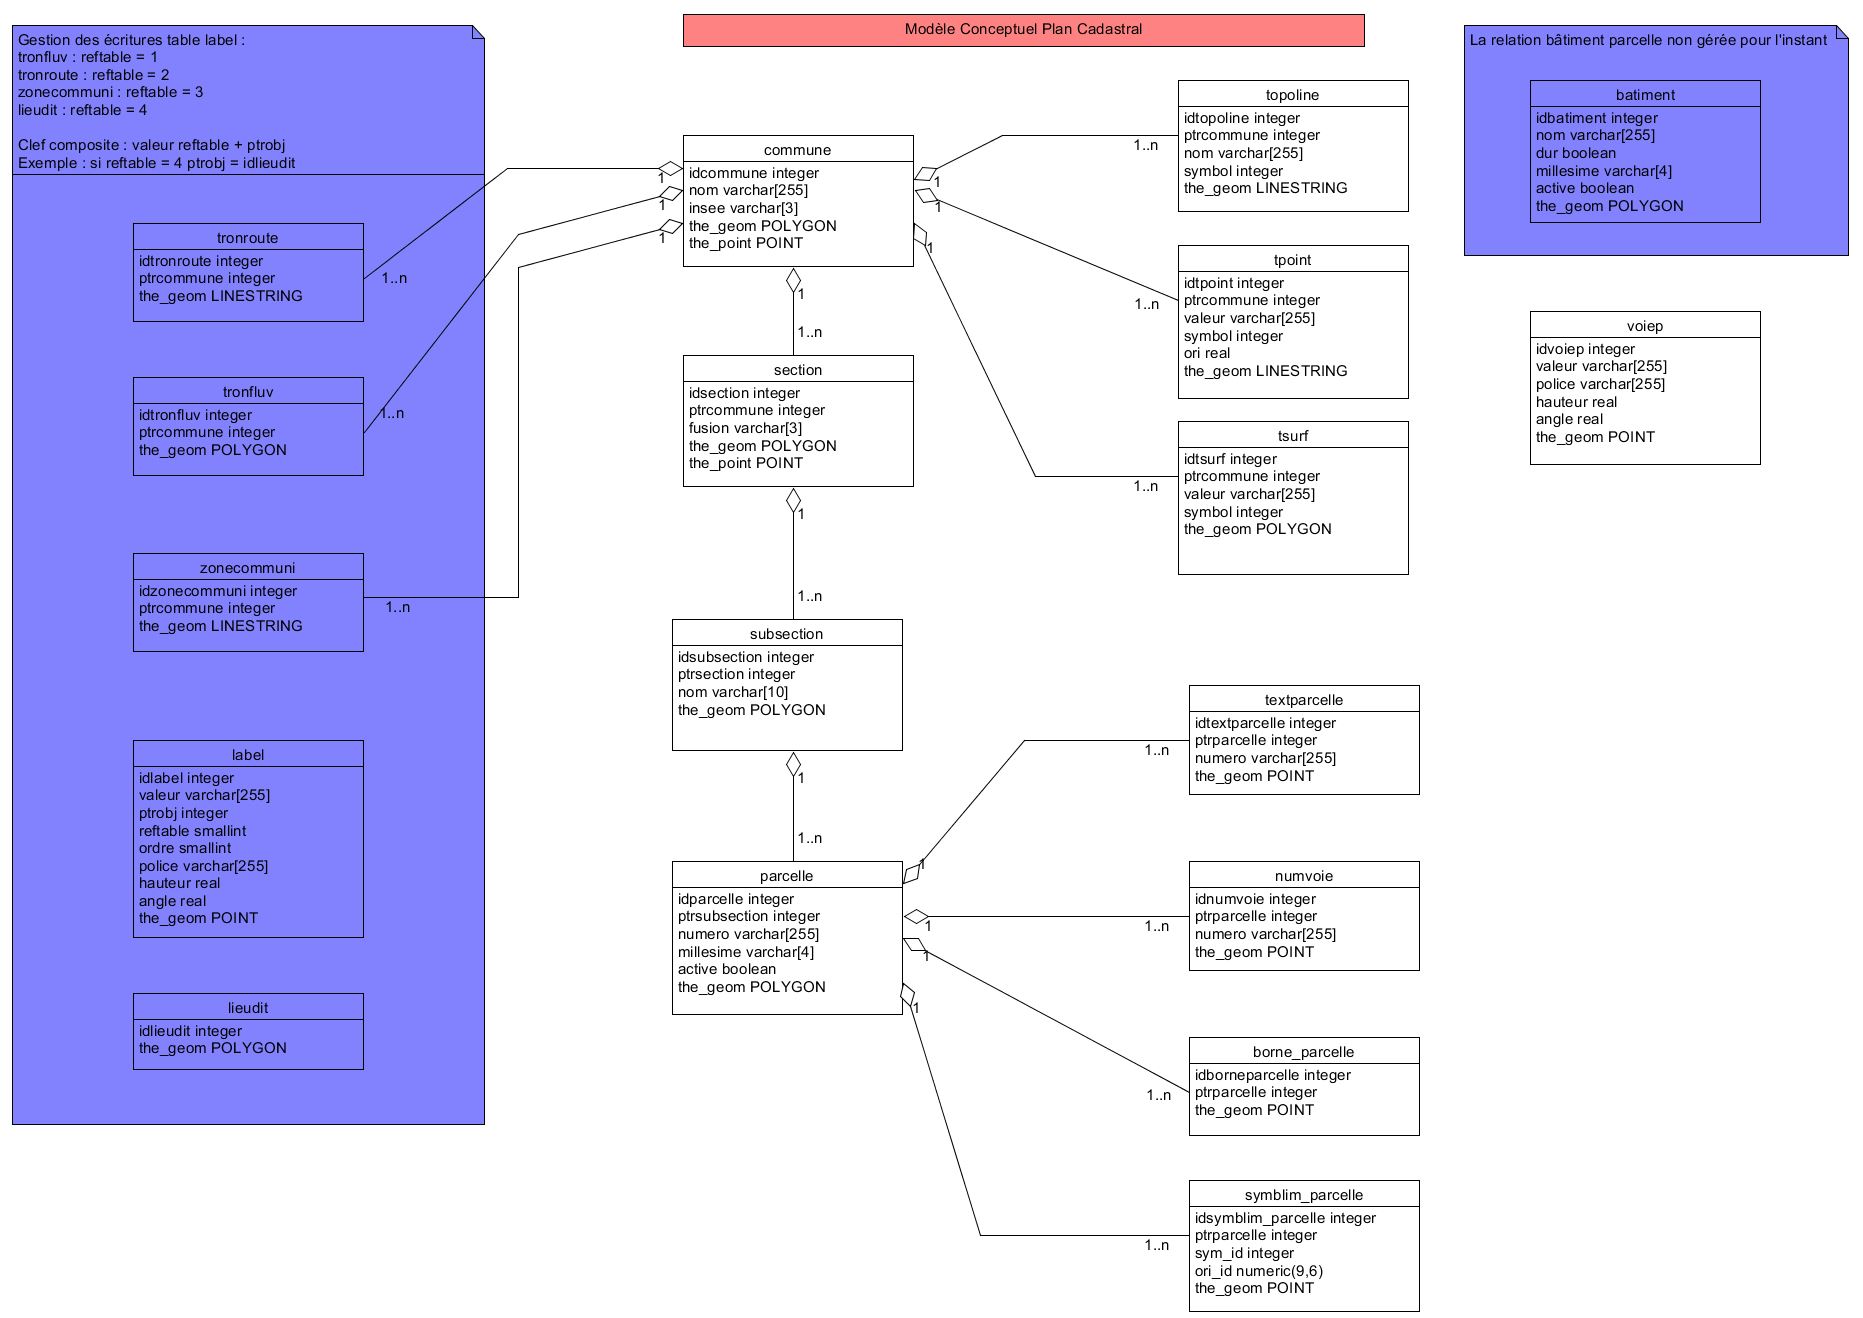 Modèle Conceptuel Plan Cadastral
Gestion des écritures table label :
tronfluv : reftable = 1
tronroute : reftable = 2
zonecommuni : reftable = 3
lieudit : reftable = 4
Clef composite : valeur reftable + ptrobj
Exemple : si reftable = 4 ptrobj = idlieudit
tronroute
idtronroute integer
ptrcommune integer
the_geom LINESTRING
1..n
tronfluv
idtronfluv integer
ptrcommune integer
the_geom POLYGON
1..n
zonecommuni
idzonecommuni integer
ptrcommune integer
the_geom LINESTRING
1..n
label
idlabel integer
valeur varchar[255]
ptrobj integer
reftable smallint
ordre smallint
police varchar[255]
hauteur real
angle real
the_geom POINT
lieudit
idlieudit integer
the_geom POLYGON
commune
idcommune integer
nom varchar[255]
insee varchar[3]
the_geom POLYGON
the_point POINT
1
1
1
1
1
1
1
1..n
section
idsection integer
ptrcommune integer
fusion varchar[3]
the_geom POLYGON
the_point POINT
1
1..n
subsection
idsubsection integer
ptrsection integer
nom varchar[10]
the_geom POLYGON
1
1..n
parcelle
idparcelle integer
ptrsubsection integer
numero varchar[255]
millesime varchar[4]
active boolean
the_geom POLYGON
1
1
1
1
topoline
idtopoline integer
ptrcommune integer
nom varchar[255]
symbol integer
the_geom LINESTRING
1..n
tpoint
idtpoint integer
ptrcommune integer
valeur varchar[255]
symbol integer
ori real
the_geom LINESTRING
1..n
tsurf
idtsurf integer
ptrcommune integer
valeur varchar[255]
symbol integer
the_geom POLYGON
1..n
textparcelle
idtextparcelle integer
ptrparcelle integer
numero varchar[255]
the_geom POINT
1..n
numvoie
idnumvoie integer
ptrparcelle integer
numero varchar[255]
the_geom POINT
1..n
borne_parcelle
idborneparcelle integer
ptrparcelle integer
the_geom POINT
1..n
symblim_parcelle
idsymblim_parcelle integer
ptrparcelle integer
sym_id integer
ori_id numeric(9,6)
the_geom POINT
1..n
La relation bâtiment parcelle non gérée pour l'instant
batiment
idbatiment integer
nom varchar[255]
dur boolean
millesime varchar[4]
active boolean
the_geom POLYGON
voiep
idvoiep integer
valeur varchar[255]
police varchar[255]
hauteur real
angle real
the_geom POINT